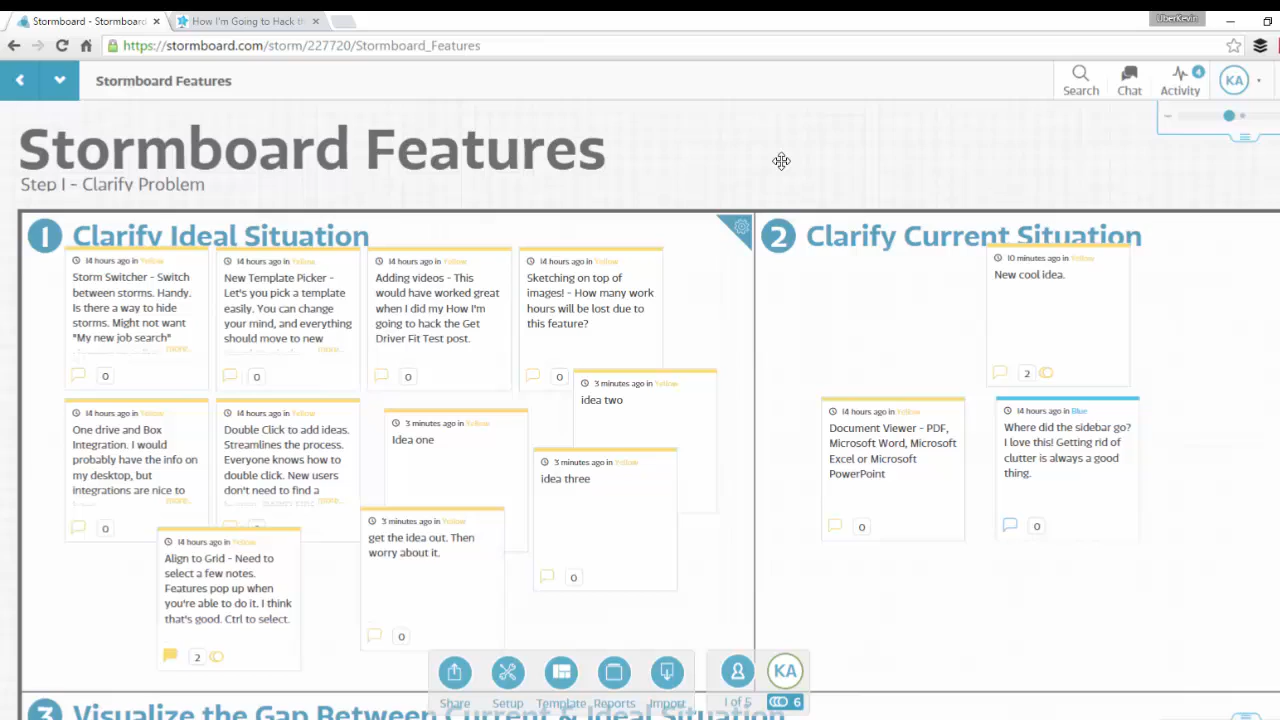 Stormboard - Stormboard
How I'm Going to Hack th
UberKevin
https://stormboard.com/storm/227720/Stormboard_Features
Stormboard Features
Search
Chat
4
Activity
KA
Stormboard Features
Step 1 - Clarify Problem
1 Clarify Ideal Situation
14 hours ago in Yellow
Storm Switcher - Switch
between storms. Handy.
Is there a way to hide
storms. Might not want
"My new job search"
more...
0
14 hours ago in Yellow
New Template Picker -
Let's you pick a template
easily. You can change
your mind, and everything
should move to new
more...
0
14 hours ago in Yellow
Adding videos - This
would have worked great
when I did my How I'm
going to hack the Get
Driver Fit Test post.
0
14 hours ago in Yellow
Sketching on top of
images! - How many work
hours will be lost due to
this feature?
0
3 minutes ago in Yellow
idea two
14 hours ago in Yellow
One drive and Box
Integration. I would
probably have the info on
my desktop, but
integrations are nice to
more...
0
14 hours ago in Yellow
Double Click to add ideas.
Streamlines the process.
Everyone knows how to
double click. New users
don't need to find a
more...
3 minutes ago in Yellow
Idea one
3 minutes ago in Yellow
idea three
0
3 minutes ago in Yellow
get the idea out. Then
worry about it.
0
14 hours ago in Yellow
Align to Grid - Need to
select a few notes.
Features pop up when
you're able to do it. I think
that's good. Ctrl to select.
2
2 Clarify Current Situation
10 minutes ago in Yellow
New cool idea.
2
14 hours ago in Yellow
Document Viewer - PDF,
Microsoft Word, Microsoft
Excel or Microsoft
PowerPoint
0
14 hours ago in Blue
Where did the sidebar go?
I love this! Getting rid of
clutter is always a good
thing.
0
Share
Setup
Template
Reports
Import
1 of 5
KA
6
3 Visualize the Gap Between Current & Ideal Situation